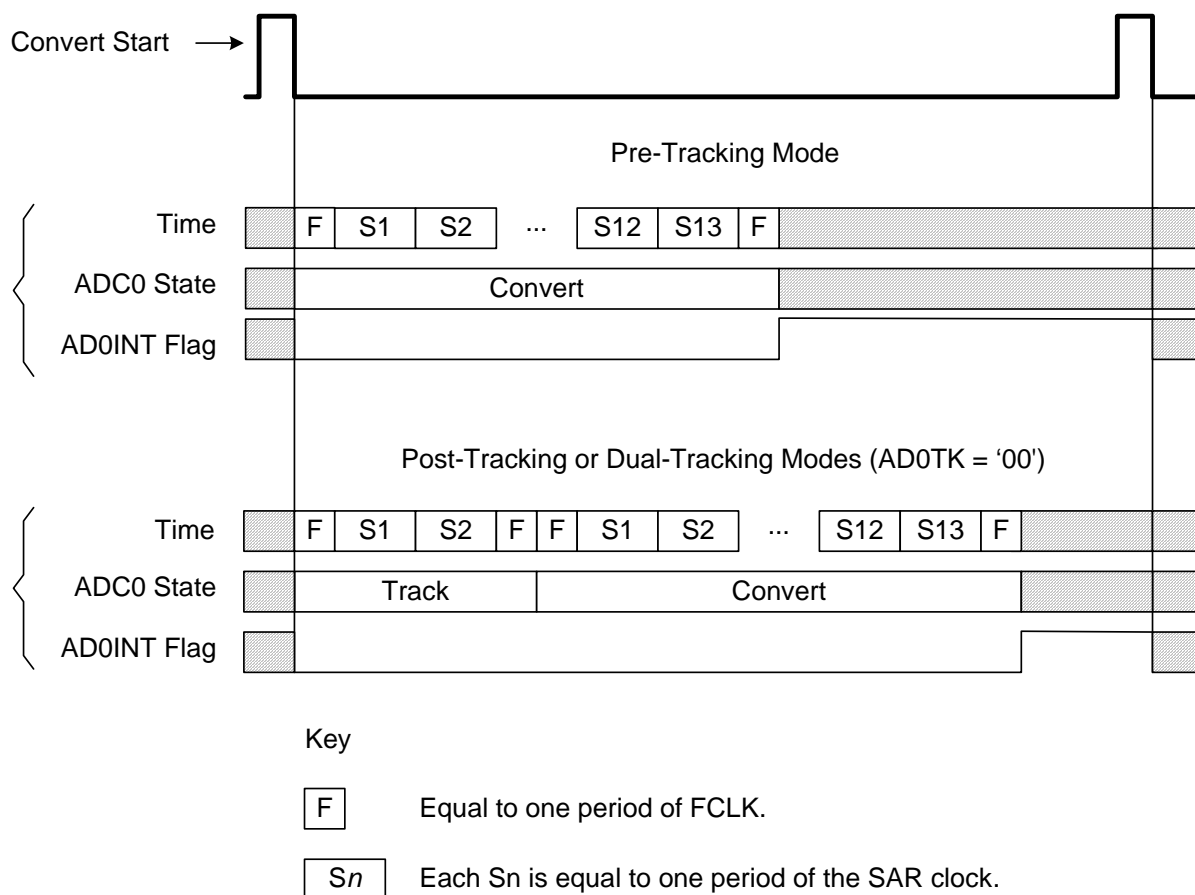 Convert Start
Pre-Tracking Mode
Time F S1 S2 ... S12 S13 F
ADC0 State Convert
AD0INT Flag
Post-Tracking or Dual-Tracking Modes (AD0TK = ‘00')
Time F S1 S2 F F S1 S2 ... S12 S13 F
ADC0 State Track Convert
AD0INT Flag
Key
F Equal to one period of FCLK.
Sn Each Sn is equal to one period of the SAR clock.